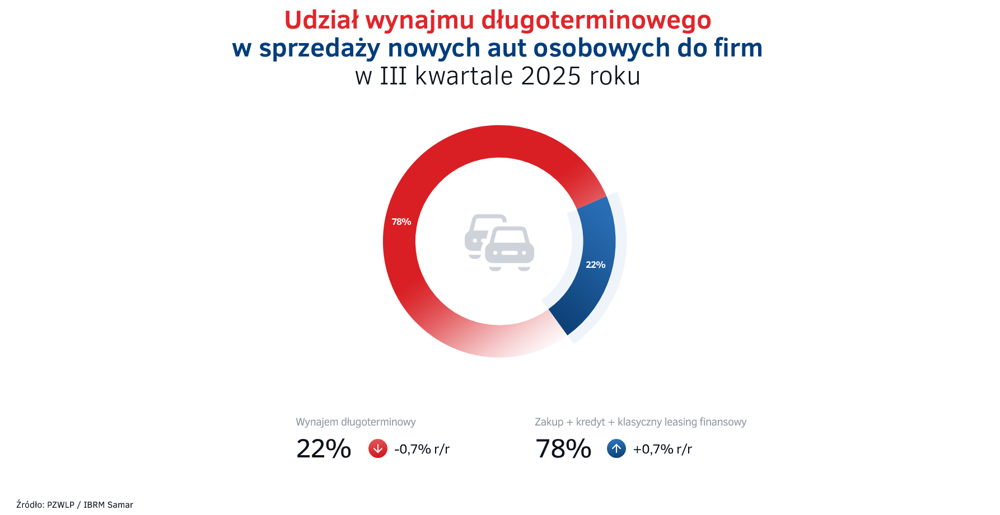 Udział wynajmu długoterminowego
w sprzedaży nowych aut osobowych do firm
w III kwartale 2025 roku
78%
22%
Wynajem długoterminowy
22% -0,7% r/r
Zakup + kredyt + klasyczny leasing finansowy
78% +0,7% r/r
Źródło: PZWLP / IBRM Samar